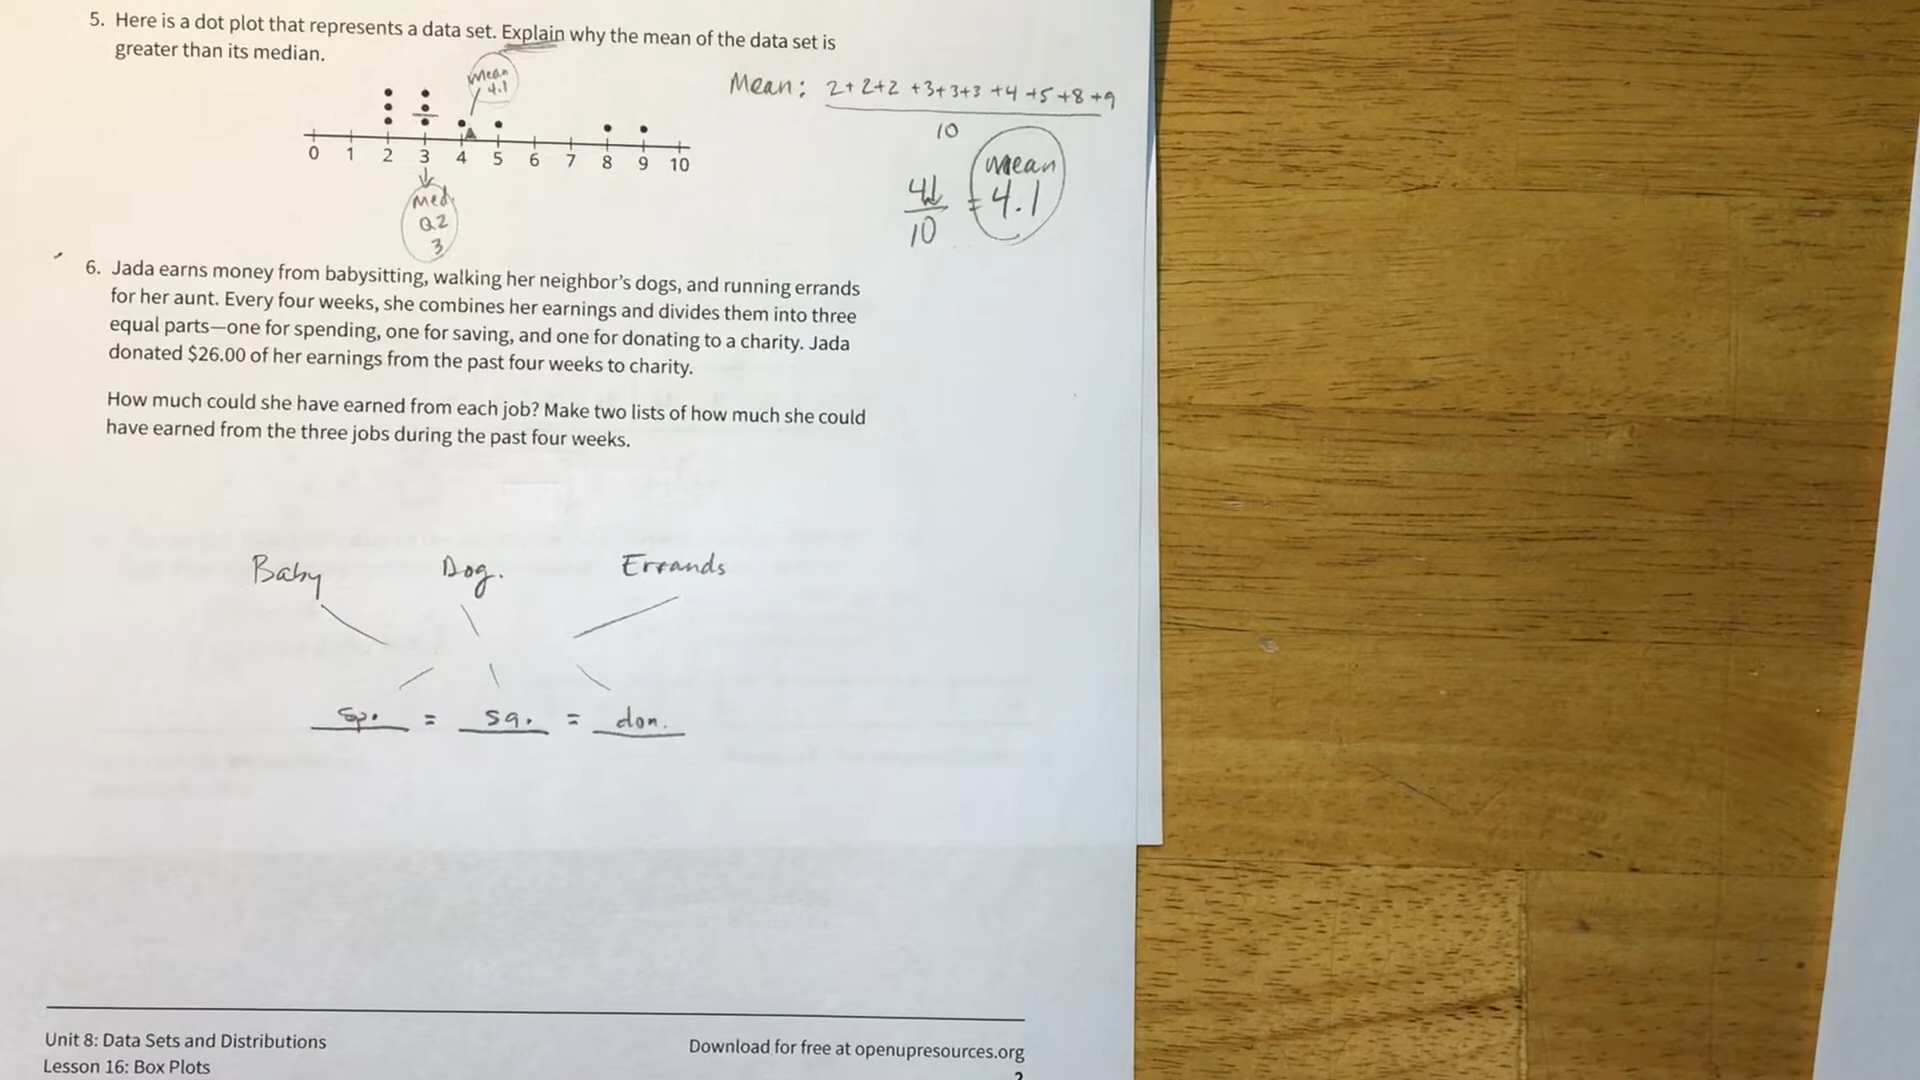 5. Here is a dot plot that represents a data set. Explain why the mean of the data set is
greater than its median.
Mean
4.1
0 1 2 3 4 5 6 7 8 9 10
Med.
Q2
3
Mean: 2+2+2+3+3+3+4+5+8+9
10
41
10
= 4.1
Mean
6. Jada earns money from babysitting, walking her neighbor's dogs, and running errands
for her aunt. Every four weeks, she combines her earnings and divides them into three
equal parts—one for spending, one for saving, and one for donating to a charity. Jada
donated $26.00 of her earnings from the past four weeks to charity.
How much could she have earned from each job? Make two lists of how much she could
have earned from the three jobs during the past four weeks.
Baby Dog. Errands
sp. = sa. = don.
Unit 8: Data Sets and Distributions
Lesson 16: Box Plots
Download for free at openupresources.org